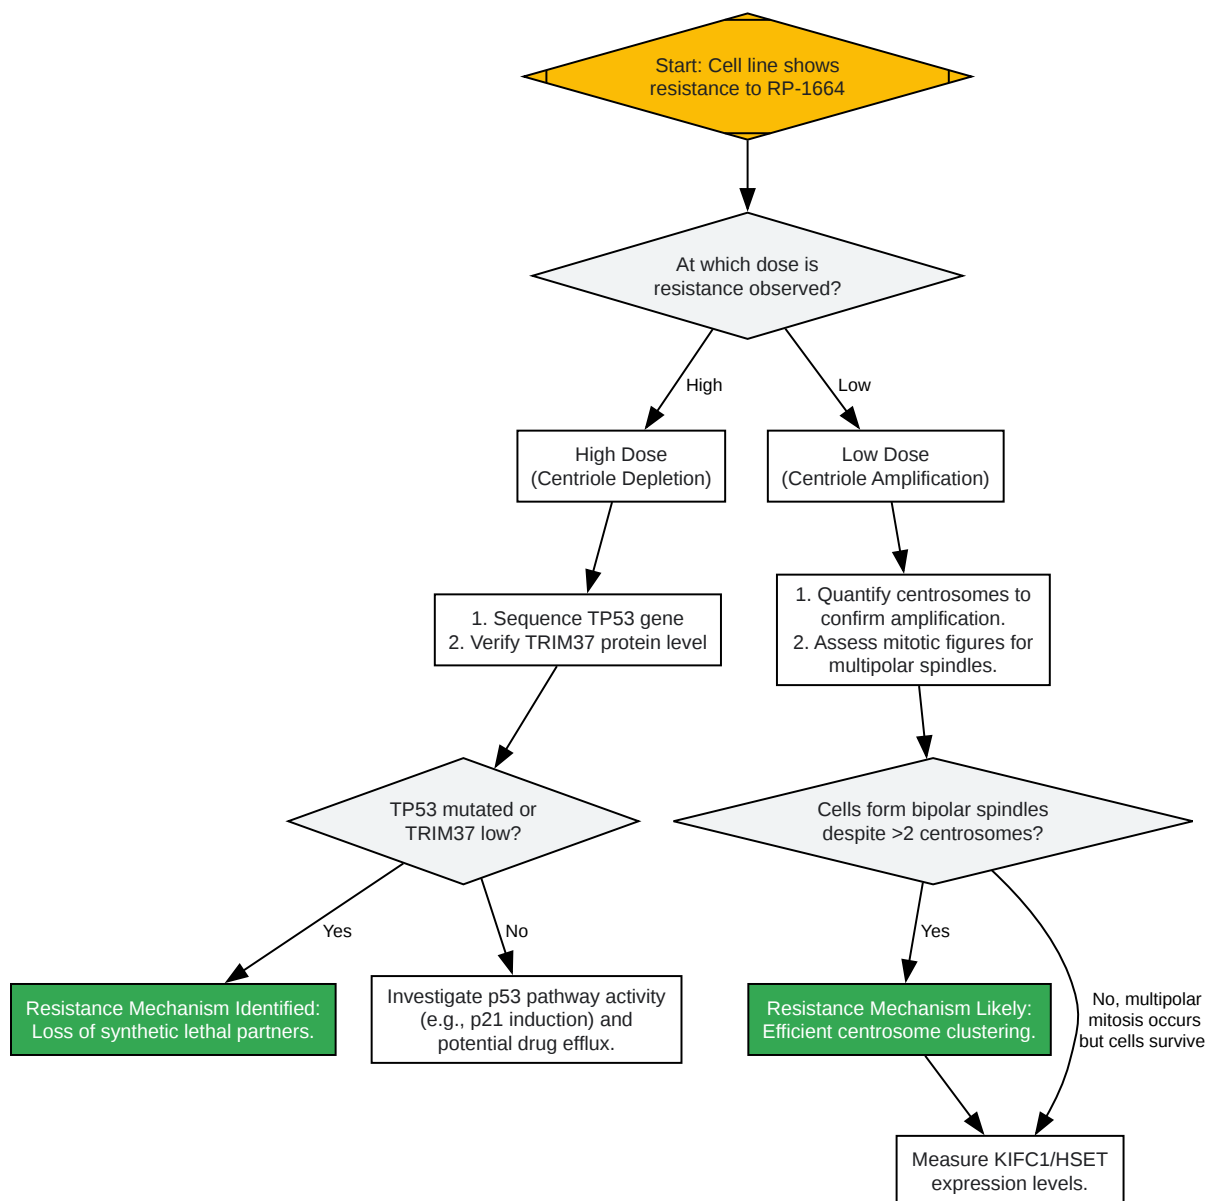 Start: Cell line shows
resistance to RP-1664
At which dose is
resistance observed?
High
Low
High Dose
(Centriole Depletion)
Low Dose
(Centriole Amplification)
1. Sequence TP53 gene
2. Verify TRIM37 protein level
1. Quantify centrosomes to
confirm amplification.
2. Assess mitotic figures for
multipolar spindles.
TP53 mutated or
TRIM37 low?
Cells form bipolar spindles
despite >2 centrosomes?
Yes
No
Yes
No, multipolar
mitosis occurs
but cells survive
Resistance Mechanism Identified:
Loss of synthetic lethal partners.
Investigate p53 pathway activity
(e.g., p21 induction) and
potential drug efflux.
Resistance Mechanism Likely:
Efficient centrosome clustering.
Measure KIFC1/HSET
expression levels.